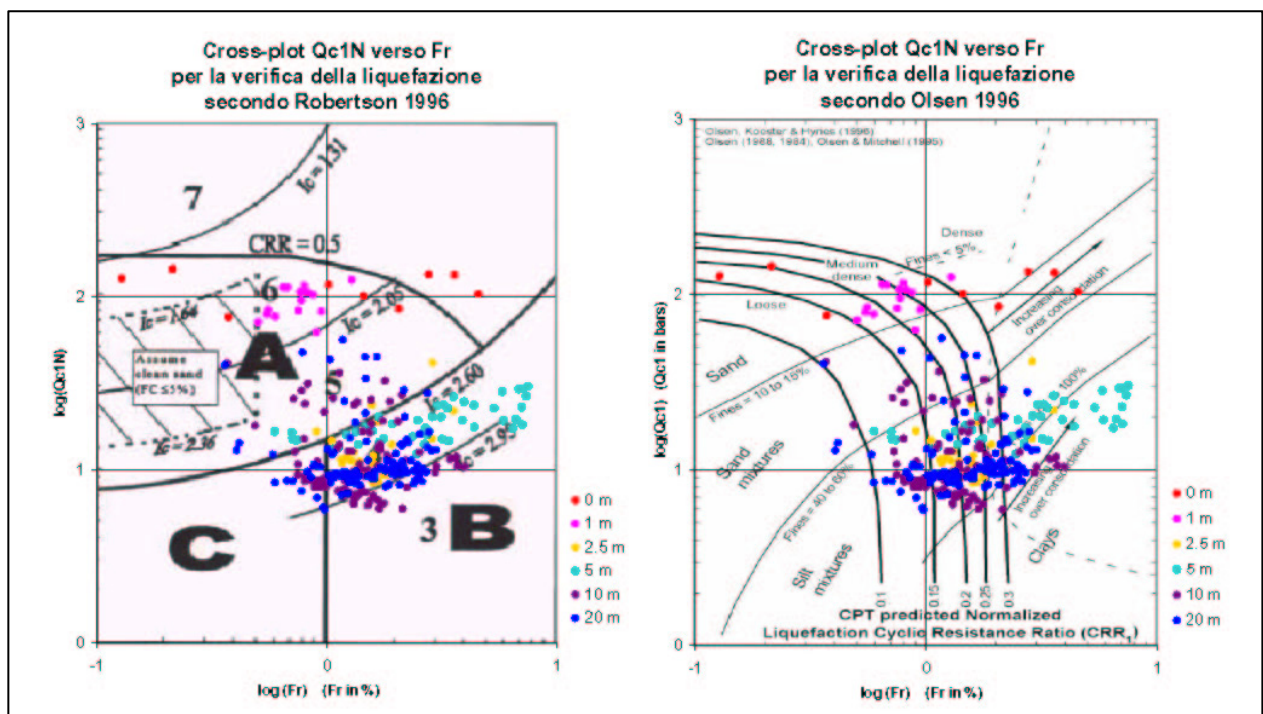 Cross-plot Qc1N verso Fr
per la verifica della liquefazione
secondo Robertson 1996
3
Ic = 1.31
7
CRR = 0.5
6
Ic = 2.05
2
Ic = 1.64
A
Assume
clean sand
(FC ≤5%)
5
Ic = 2.60
Ic = 2.36
Ic = 2.95
1
3
B
C
0
-1
0
1
log(Qc1N)
log(Fr) (Fr in %)
0 m
1 m
2.5 m
5 m
10 m
20 m
Cross-plot Qc1N verso Fr
per la verifica della liquefazione
secondo Olsen 1996
3
Olsen, Koester & Hynes (1996)
Olsen (1988, 1984), Olsen & Mitchell (1995)
Dense
Fines < 5%
Medium
dense
2
Loose
Increasing
over consolidation
Sand
Fines = 10 to 15%
100%
1
Sand
mixtures
Fines = 40 to 60%
Increasing
over consolidation
Clays
Silt
mixtures
0.1
0.15
0.2
0.25
0.3
CPT predicted Normalized
Liquefaction Cyclic Resistance Ratio (CRR1)
0
-1
0
1
log(Qc1) (Qc1 in bars)
log(Fr) (Fr in %)
0 m
1 m
2.5 m
5 m
10 m
20 m